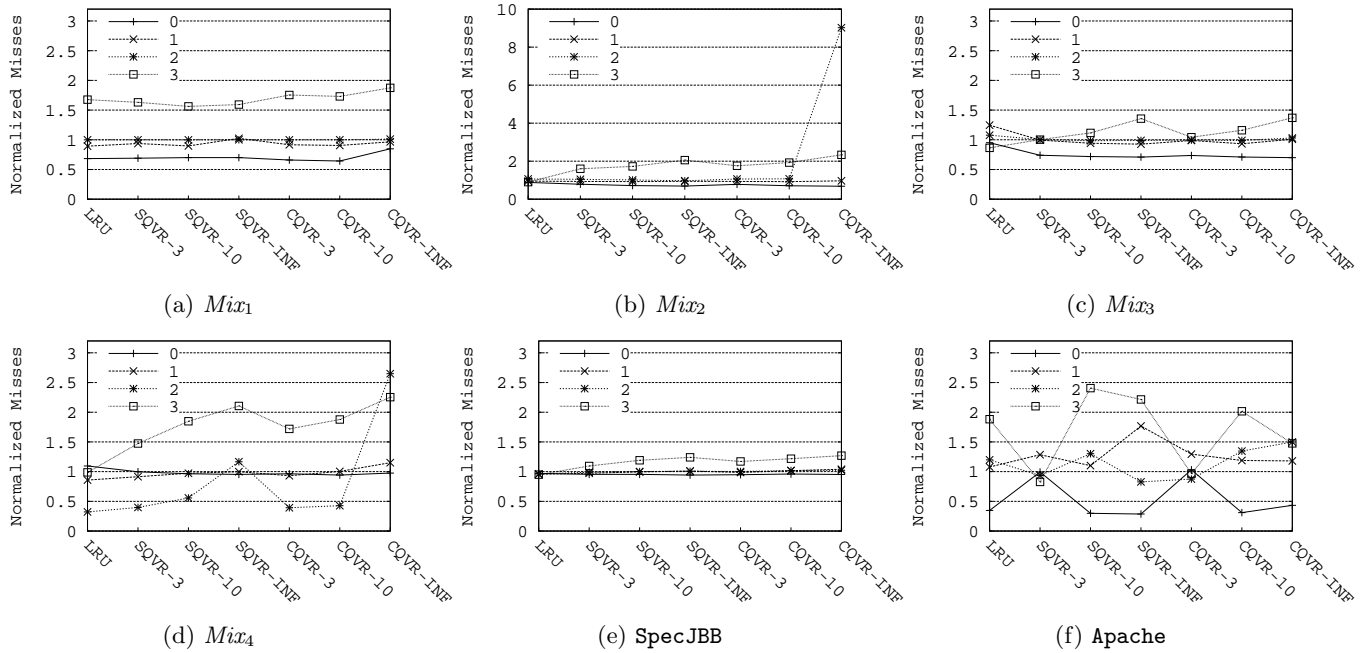 Normalized Misses
3
2.5
2
1.5
1
0.5
0
0
1
2
3
LRU
SQVR-3
SQVR-10
SQVR-INF
CQVR-3
CQVR-10
CQVR-INF
(a) Mix1
Normalized Misses
10
8
6
4
2
0
0
1
2
3
LRU
SQVR-3
SQVR-10
SQVR-INF
CQVR-3
CQVR-10
CQVR-INF
(b) Mix2
Normalized Misses
3
2.5
2
1.5
1
0.5
0
0
1
2
3
LRU
SQVR-3
SQVR-10
SQVR-INF
CQVR-3
CQVR-10
CQVR-INF
(c) Mix3
Normalized Misses
3
2.5
2
1.5
1
0.5
0
0
1
2
3
LRU
SQVR-3
SQVR-10
SQVR-INF
CQVR-3
CQVR-10
CQVR-INF
(d) Mix4
Normalized Misses
3
2.5
2
1.5
1
0.5
0
0
1
2
3
LRU
SQVR-3
SQVR-10
SQVR-INF
CQVR-3
CQVR-10
CQVR-INF
(e) SpecJBB
Normalized Misses
3
2.5
2
1.5
1
0.5
0
0
1
2
3
LRU
SQVR-3
SQVR-10
SQVR-INF
CQVR-3
CQVR-10
CQVR-INF
(f) Apache